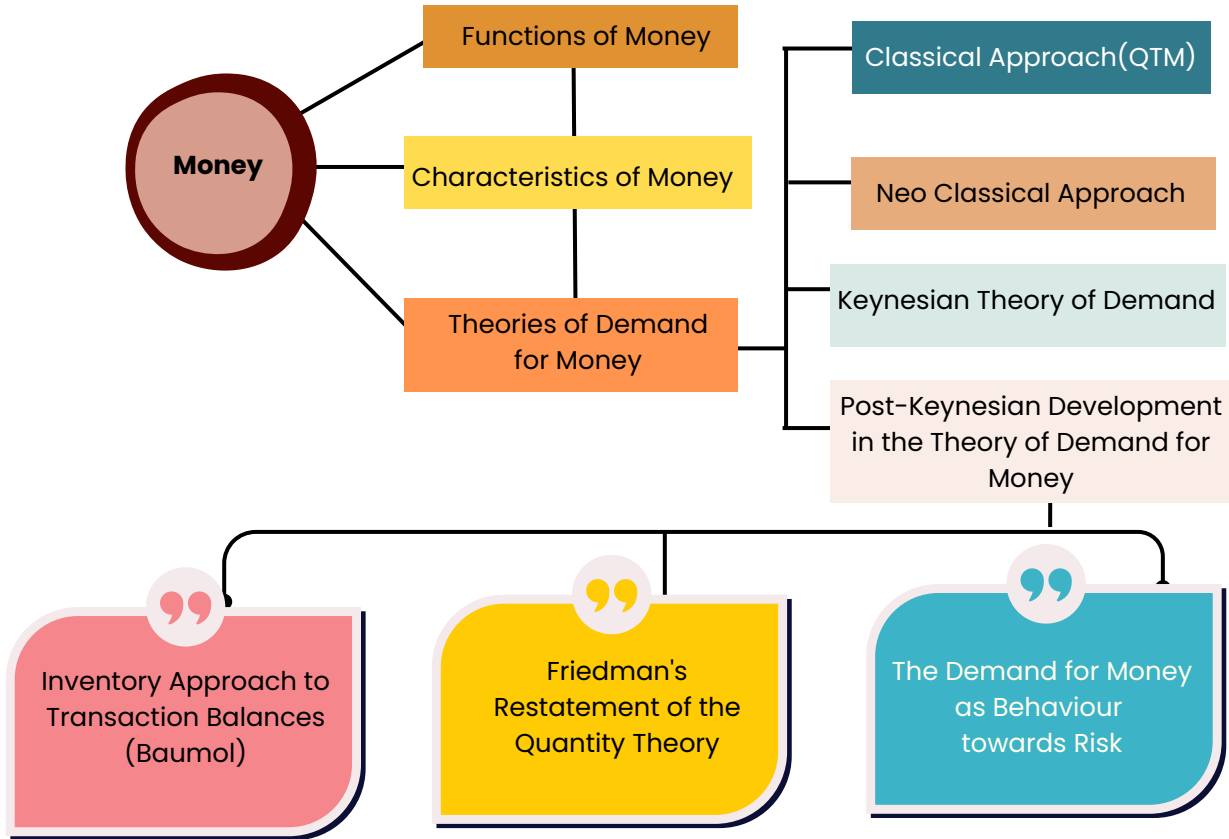 Money
Functions of Money
Characteristics of Money
Theories of Demand
for Money
Classical Approach(QTM)
Neo Classical Approach
Keynesian Theory of Demand
Post-Keynesian Development
in the Theory of Demand for
Money
Inventory Approach to
Transaction Balances
(Baumol)
Friedman's
Restatement of the
Quantity Theory
The Demand for Money
as Behaviour
towards Risk